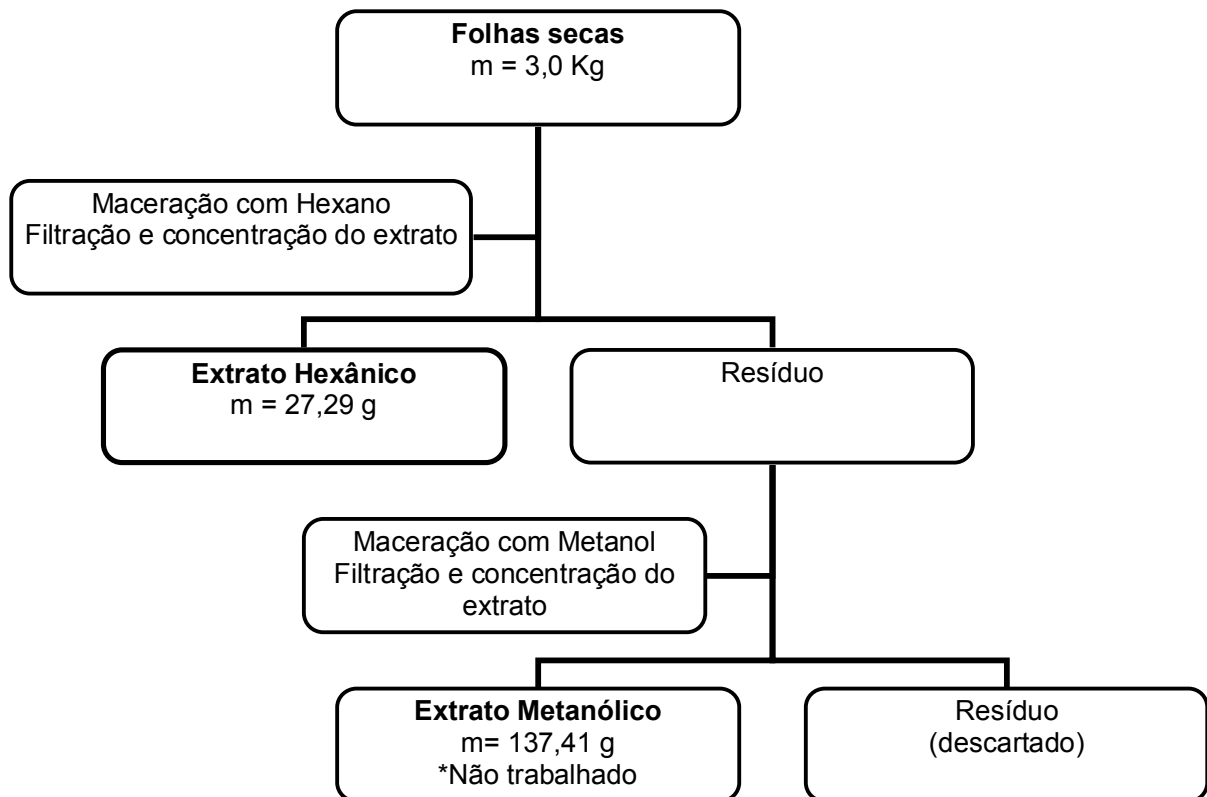 Folhas secas
m = 3,0 Kg
Maceração com Hexano
Filtração e concentração do extrato
Extrato Hexânico
m = 27,29 g
Resíduo
Maceração com Metanol
Filtração e concentração do
extrato
Extrato Metanólico
m= 137,41 g
*Não trabalhado
Resíduo
(descartado)